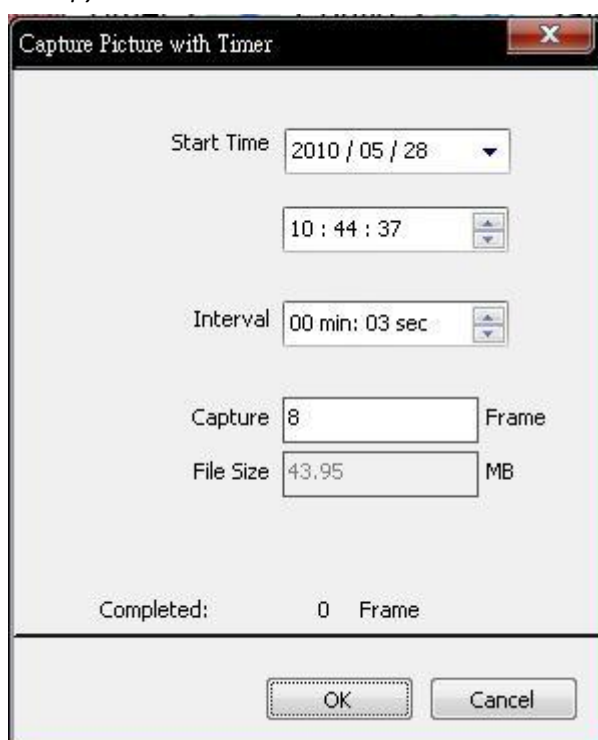 Capture Picture with Timer
Start Time 2010 / 05 / 28
10 : 44 : 37
Interval 00 min: 03 sec
Capture 8 Frame
File Size 43.95 MB
Completed: 0 Frame
OK Cancel